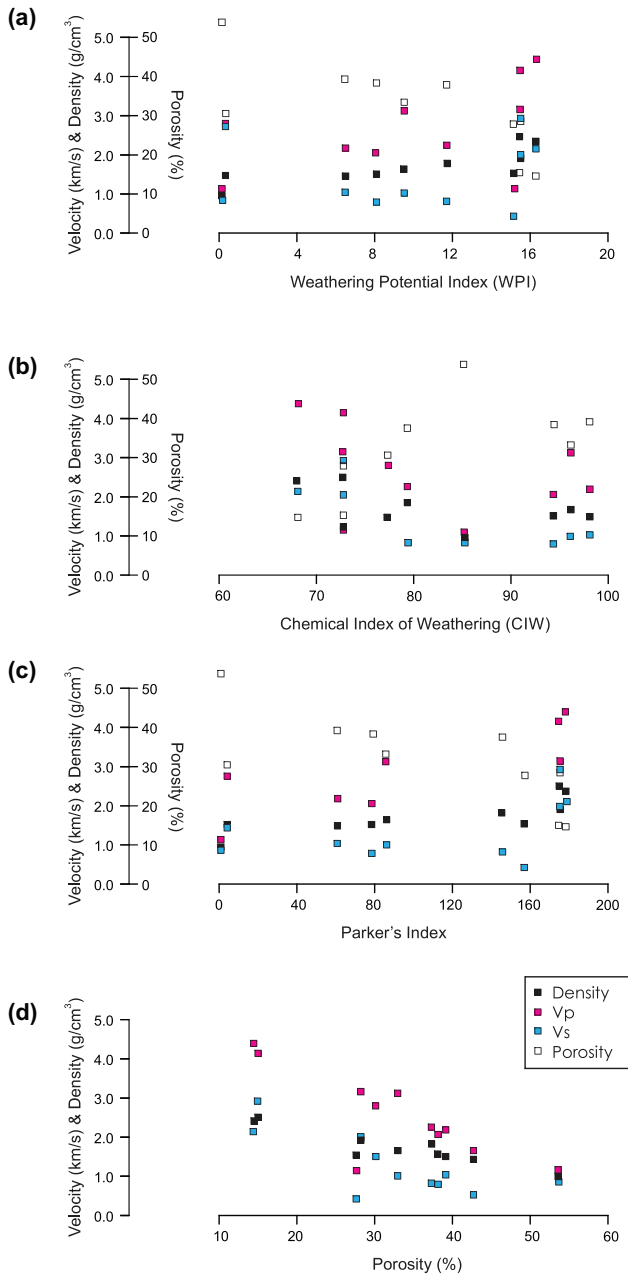 (a)
Velocity (km/s) & Density (g/cm³)
5.0
4.0
3.0
2.0
1.0
0.0
Porosity (%)
50
40
30
20
10
0
0 4 8 12 16 20
Weathering Potential Index (WPI)
(b)
Velocity (km/s) & Density (g/cm³)
5.0
4.0
3.0
2.0
1.0
0.0
Porosity (%)
50
40
30
20
10
0
60 70 80 90 100
Chemical Index of Weathering (CIW)
(c)
Velocity (km/s) & Density (g/cm³)
5.0
4.0
3.0
2.0
1.0
0.0
Porosity (%)
50
40
30
20
10
0
0 40 80 120 160 200
Parker's Index
(d)
Velocity (km/s) & Density (g/cm³)
5.0
4.0
3.0
2.0
1.0
0.0
Density
Vp
Vs
Porosity
10 20 30 40 50 60
Porosity (%)